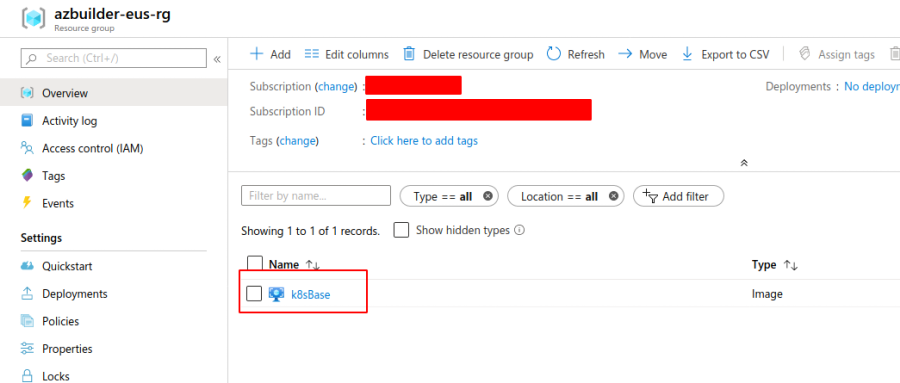 azbuilder-eus-rg
Resource group
Search (Ctrl+/)
«
Overview
Activity log
Access control (IAM)
Tags
Events
Settings
Quickstart
Deployments
Policies
Properties
Locks
Add Edit columns Delete resource group Refresh Move Export to CSV Assign tags
Subscription (change) : Deployments : No deploym
Subscription ID :
Tags (change) : Click here to add tags
Filter by name... Type == all Location == all Add filter
Showing 1 to 1 of 1 records. Show hidden types
Name ↑↓ Type ↑↓
k8sBase Image